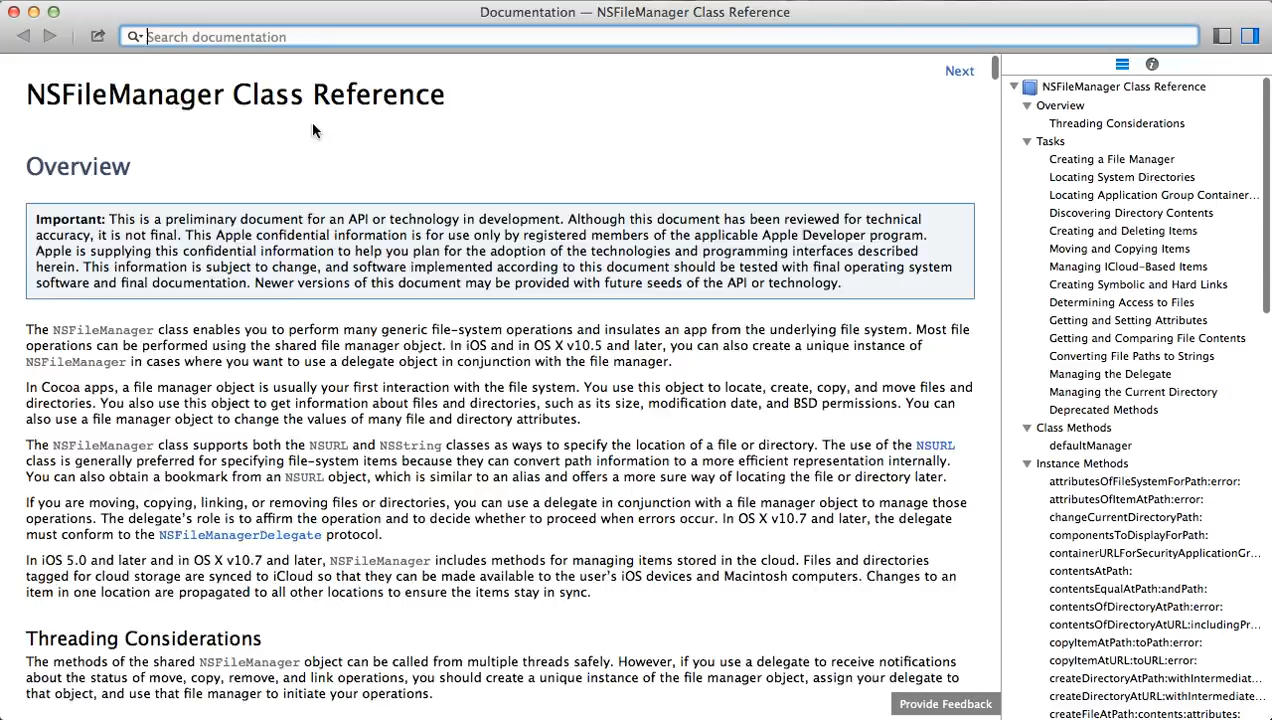 Documentation — NSFileManager Class Reference
Search documentation
Next
NSFileManager Class Reference
Overview
Important: This is a preliminary document for an API or technology in development. Although this document has been reviewed for technical
accuracy, it is not final. This Apple confidential information is for use only by registered members of the applicable Apple Developer program.
Apple is supplying this confidential information to help you plan for the adoption of the technologies and programming interfaces described
herein. This information is subject to change, and software implemented according to this document should be tested with final operating system
software and final documentation. Newer versions of this document may be provided with future seeds of the API or technology.
The NSFileManager class enables you to perform many generic file-system operations and insulates an app from the underlying file system. Most file
operations can be performed using the shared file manager object. In iOS and in OS X v10.5 and later, you can also create a unique instance of
NSFileManager in cases where you want to use a delegate object in conjunction with the file manager.
In Cocoa apps, a file manager object is usually your first interaction with the file system. You use this object to locate, create, copy, and move files and
directories. You also use this object to get information about files and directories, such as its size, modification date, and BSD permissions. You can
also use a file manager object to change the values of many file and directory attributes.
The NSFileManager class supports both the NSURL and NSString classes as ways to specify the location of a file or directory. The use of the NSURL
class is generally preferred for specifying file-system items because they can convert path information to a more efficient representation internally.
You can also obtain a bookmark from an NSURL object, which is similar to an alias and offers a more sure way of locating the file or directory later.
If you are moving, copying, linking, or removing files or directories, you can use a delegate in conjunction with a file manager object to manage those
operations. The delegate's role is to affirm the operation and to decide whether to proceed when errors occur. In OS X v10.7 and later, the delegate
must conform to the NSFileManagerDelegate protocol.
In iOS 5.0 and later and in OS X v10.7 and later, NSFileManager includes methods for managing items stored in the cloud. Files and directories
tagged for cloud storage are synced to iCloud so that they can be made available to the user's iOS devices and Macintosh computers. Changes to an
item in one location are propagated to all other locations to ensure the items stay in sync.
Threading Considerations
The methods of the shared NSFileManager object can be called from multiple threads safely. However, if you use a delegate to receive notifications
about the status of move, copy, remove, and link operations, you should create a unique instance of the file manager object, assign your delegate to
that object, and use that file manager to initiate your operations.
Provide Feedback
NSFileManager Class Reference
Overview
Threading Considerations
Tasks
Creating a File Manager
Locating System Directories
Locating Application Group Container...
Discovering Directory Contents
Creating and Deleting Items
Moving and Copying Items
Managing ICloud-Based Items
Creating Symbolic and Hard Links
Determining Access to Files
Getting and Setting Attributes
Getting and Comparing File Contents
Converting File Paths to Strings
Managing the Delegate
Managing the Current Directory
Deprecated Methods
Class Methods
defaultManager
Instance Methods
attributesOfFileSystemForPath:error:
attributesOfItemAtPath:error:
changeCurrentDirectoryPath:
componentsToDisplayForPath:
containerURLForSecurityApplicationGr...
contentsAtPath:
contentsEqualAtPath:andPath:
contentsOfDirectoryAtPath:error:
contentsOfDirectoryAtURL:includingPr...
copyItemAtPath:toPath:error:
copyItemAtURL:toURL:error:
createDirectoryAtPath:withIntermediat...
createDirectoryAtURL:withIntermediate...
createFileAtPath:contents:attributes: